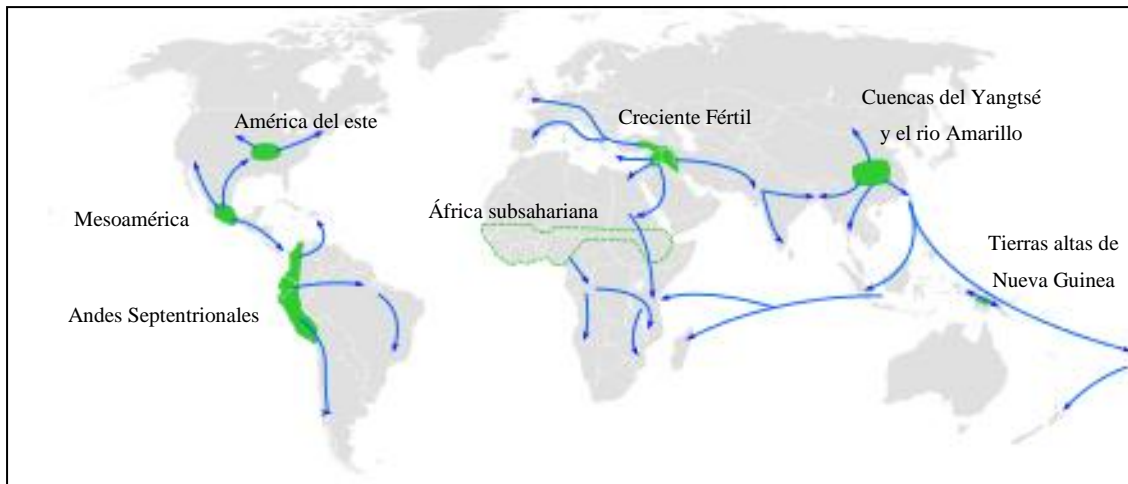 América del este
Creciente Fértil
Cuencas del Yangtsé
y el rio Amarillo
Mesoamérica
África subsahariana
Tierras altas de
Nueva Guinea
Andes Septentrionales